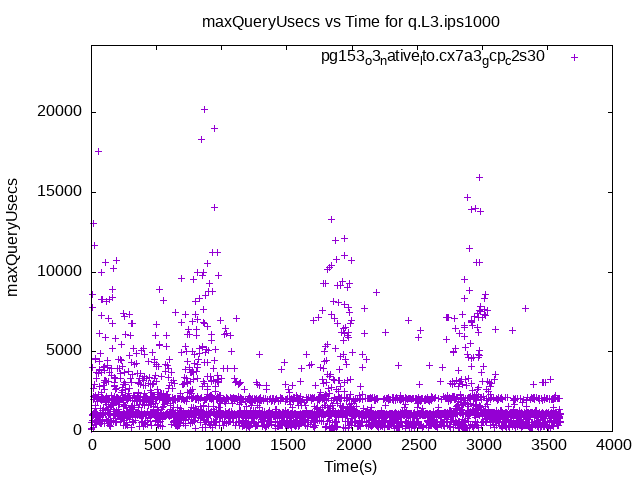 maxQueryUsecs vs Time for q.L3.ips1000
pg153o3native_lto.cx7a3gcpc2s30
maxQueryUsecs
20000
15000
10000
5000
0
0 500 1000 1500 2000 2500 3000 3500 4000
Time(s)